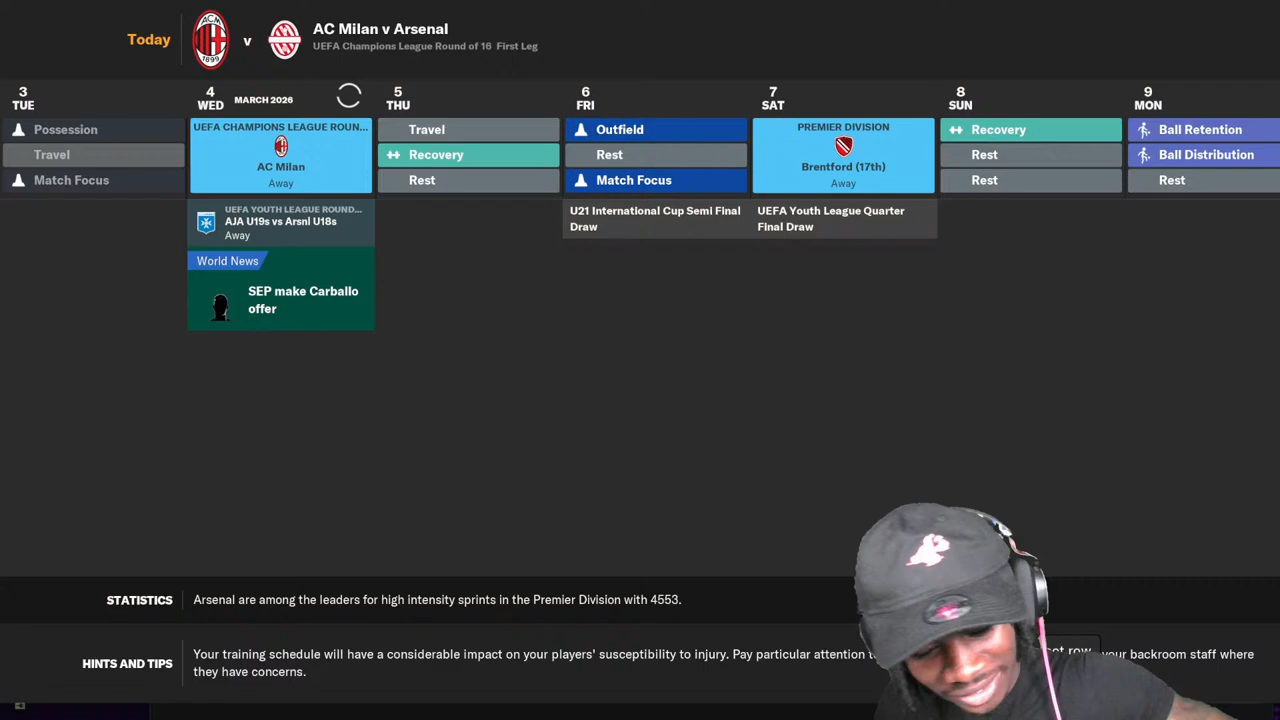 Today
ACM
1899
v
AC Milan v Arsenal
UEFA Champions League Round of 16 First Leg
3
TUE
4
WED
MARCH 2026
5
THU
6
FRI
7
SAT
8
SUN
9
MON
Possession
Travel
Match Focus
UEFA CHAMPIONS LEAGUE ROUN...
AC Milan
Away
Travel
Recovery
Rest
Outfield
Rest
Match Focus
PREMIER DIVISION
Brentford (17th)
Away
Recovery
Rest
Rest
Ball Retention
Ball Distribution
Rest
UEFA YOUTH LEAGUE ROUND...
AJA U19s vs Arsnl U18s
Away
U21 International Cup Semi Final
Draw
UEFA Youth League Quarter
Final Draw
World News
SEP make Carballo
offer
STATISTICS
Arsenal are among the leaders for high intensity sprints in the Premier Division with 4553.
HINTS AND TIPS
Your training schedule will have a considerable impact on your players' susceptibility to injury. Pay particular attention your backroom staff where
they have concerns.
row